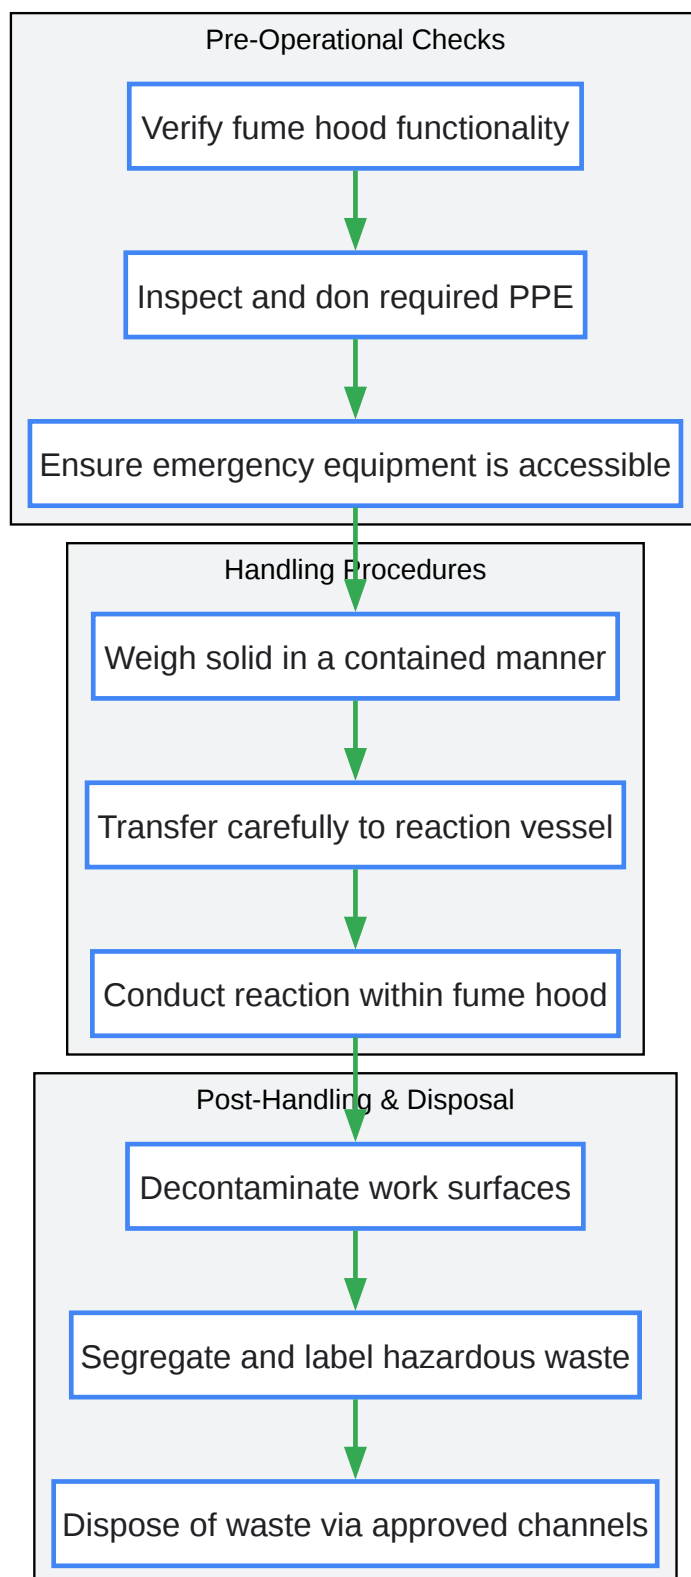 Pre-Operational Checks
Verify fume hood functionality
Inspect and don required PPE
Ensure emergency equipment is accessible
Handling Procedures
Weigh solid in a contained manner
Transfer carefully to reaction vessel
Conduct reaction within fume hood
Post-Handling & Disposal
Decontaminate work surfaces
Segregate and label hazardous waste
Dispose of waste via approved channels